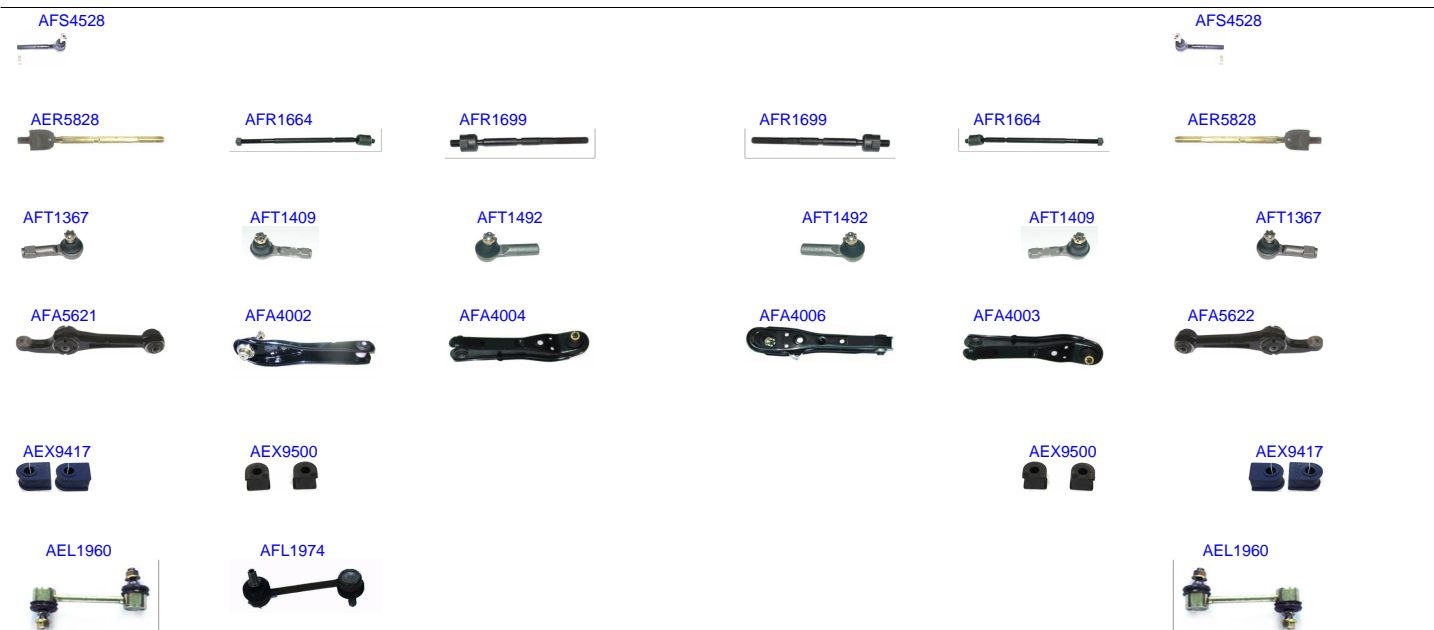 AFS4528 AFS4528
AER5828 AFR1664 AFR1699 AFR1699 AFR1664 AER5828
AFT1367 AFT1409 AFT1492 AFT1492 AFT1409 AFT1367
AFA5621 AFA4002 AFA4004 AFA4006 AFA4003 AFA5622
AEX9417 AEX9500 AEX9500 AEX9417
AEL1960 AFL1974 AEL1960